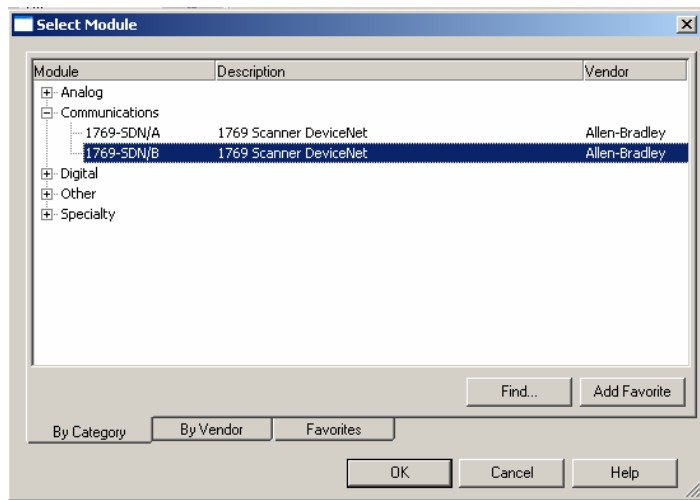 Select Module
Module Description Vendor
Analog
Communications
1769-SDN/A 1769 Scanner DeviceNet Allen-Bradley
1769-SDN/B 1769 Scanner DeviceNet Allen-Bradley
Digital
Other
Specialty
Find... Add Favorite
By Category By Vendor Favorites
OK Cancel Help